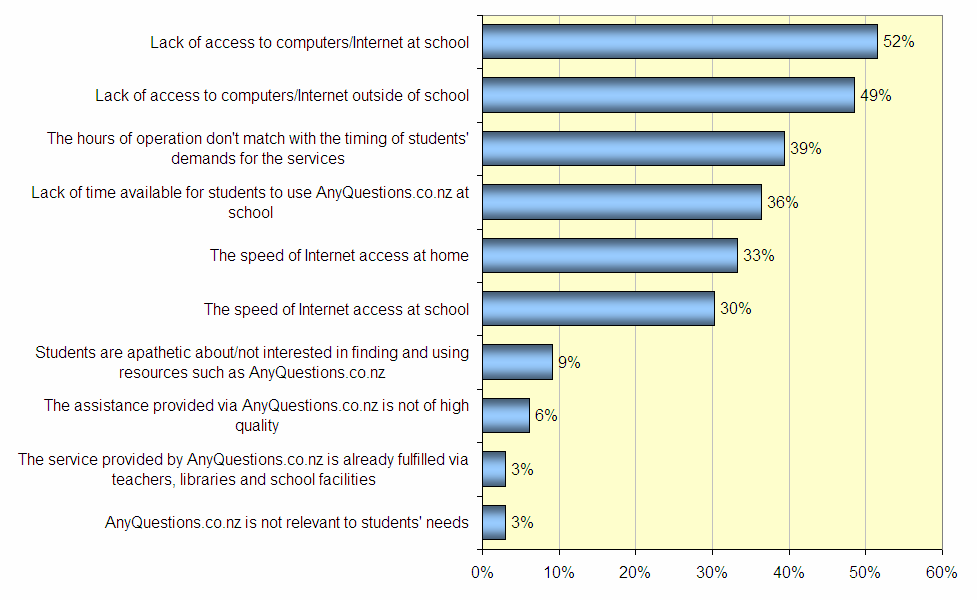 Lack of access to computers/Internet at school
52%
Lack of access to computers/Internet outside of school
49%
The hours of operation don't match with the timing of students'
demands for the services
39%
Lack of time available for students to use AnyQuestions.co.nz at
school
36%
The speed of Internet access at home
33%
The speed of Internet access at school
30%
Students are apathetic about/not interested in finding and using
resources such as AnyQuestions.co.nz
9%
The assistance provided via AnyQuestions.co.nz is not of high
quality
6%
The service provided by AnyQuestions.co.nz is already fulfilled via
teachers, libraries and school facilities
3%
AnyQuestions.co.nz is not relevant to students' needs
3%
0% 10% 20% 30% 40% 50% 60%